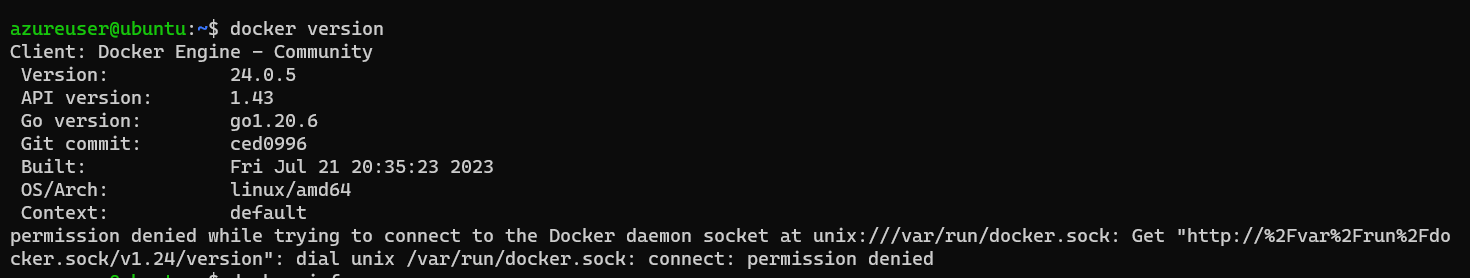 azureuser@ubuntu:~$ docker version
Client: Docker Engine - Community
 Version:           24.0.5
 API version:       1.43
 Go version:        go1.20.6
 Git commit:        ced0996
 Built:             Fri Jul 21 20:35:23 2023
 OS/Arch:           linux/amd64
 Context:           default
permission denied while trying to connect to the Docker daemon socket at unix:///var/run/docker.sock: Get "http://%2Fvar%2Frun%2Fdo
cker.sock/v1.24/version": dial unix /var/run/docker.sock: connect: permission denied